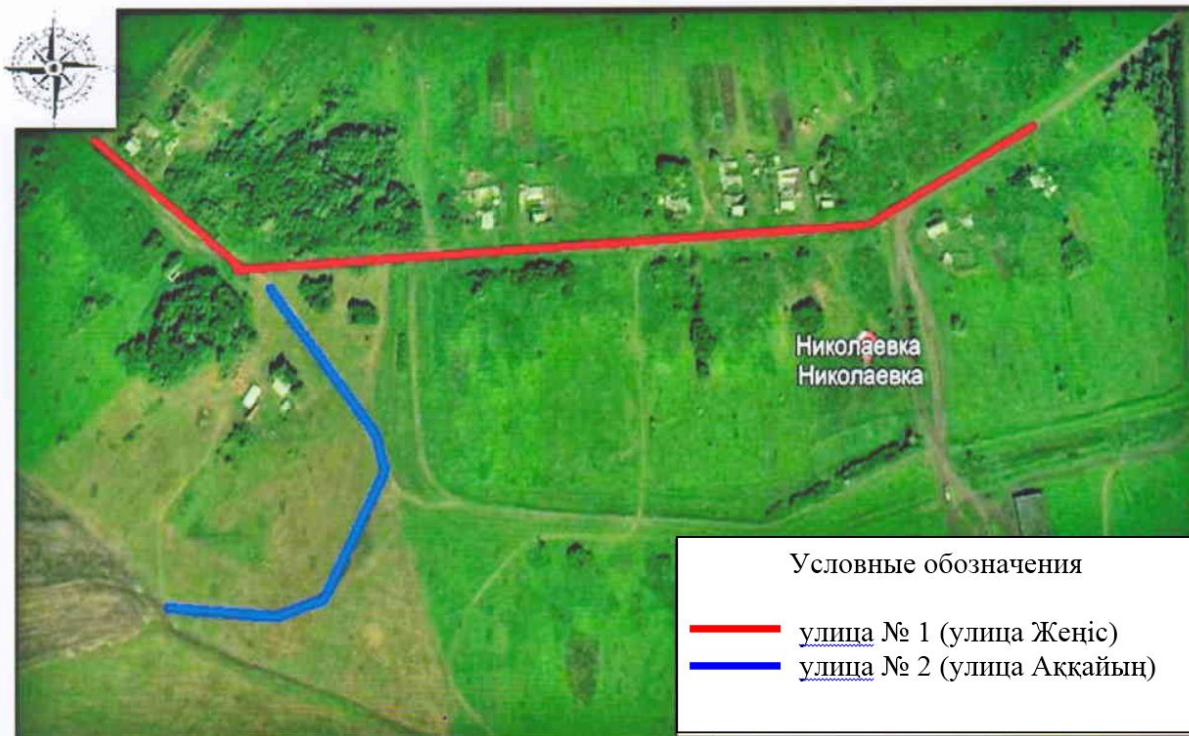 Николаевка
Николаевка
Условные обозначения
улица № 1 (улица Жеңіс)
улица № 2 (улица Аққайың)